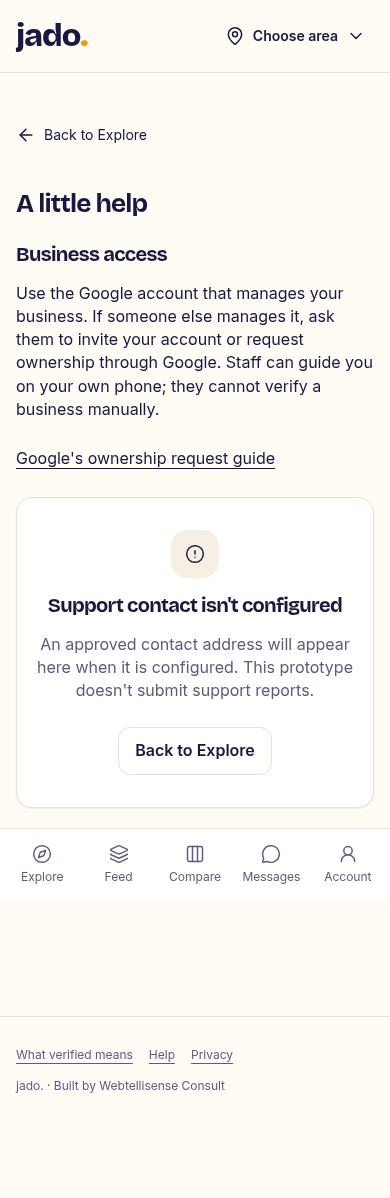 jado.
Choose area
Back to Explore
A little help
Business access
Use the Google account that manages your
business. If someone else manages it, ask
them to invite your account or request
ownership through Google. Staff can guide you
on your own phone; they cannot verify a
business manually.
Google's ownership request guide
Support contact isn't configured
An approved contact address will appear
here when it is configured. This prototype
doesn't submit support reports.
Back to Explore
Explore Feed Compare Messages Account
What verified means Help Privacy
jado. · Built by Webtellisense Consult